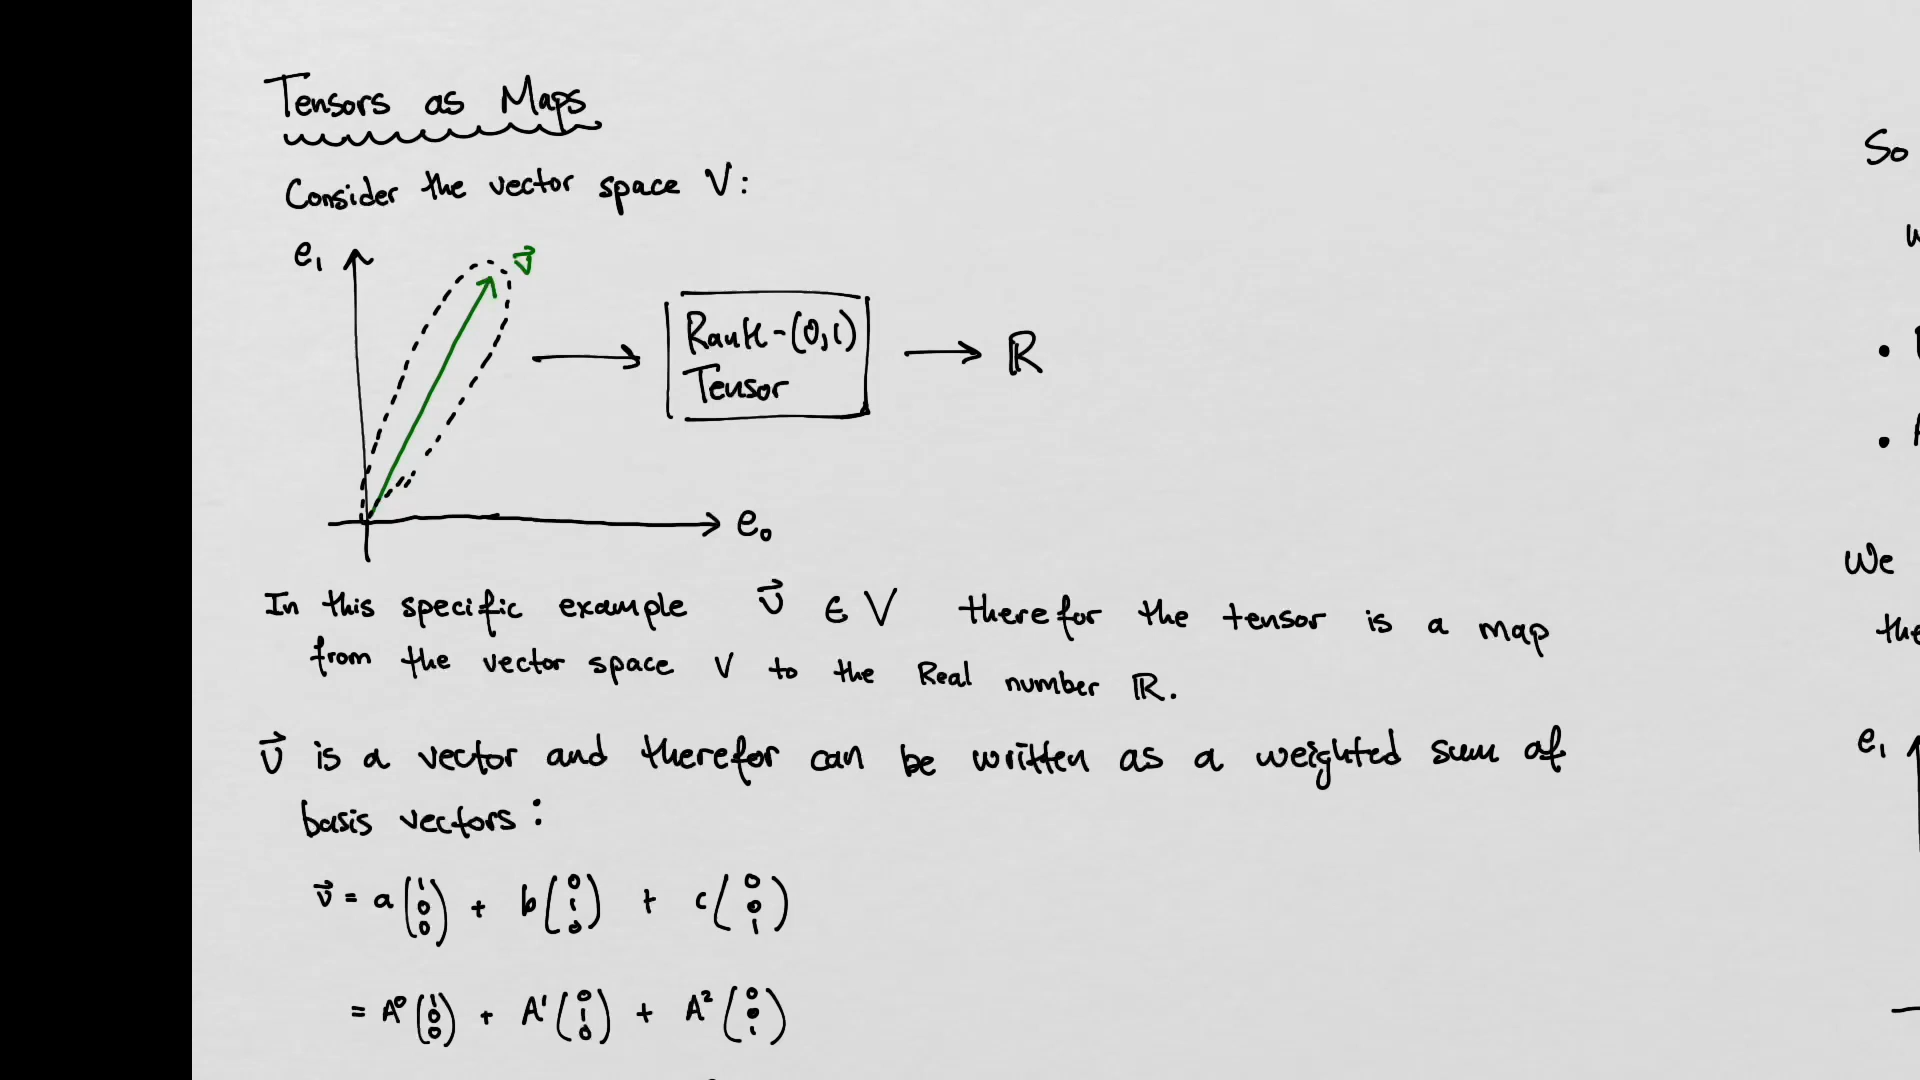 Tensors as Maps
Consider the vector space V:
e₁
v⃗
Rank-(0,1)
Tensor
ℝ
e₀
In this specific example v⃗ ∈ V therefor the tensor is a map
from the vector space V to the Real number ℝ.
v⃗ is a vector and therefor can be written as a weighted sum of
basis vectors:
v⃗ = a(1 0 0) + b(0 1 0) + c(0 0 1)
= A⁰(1 0 0) + A¹(0 1 0) + A²(0 0 1)
So
We
the
e₁